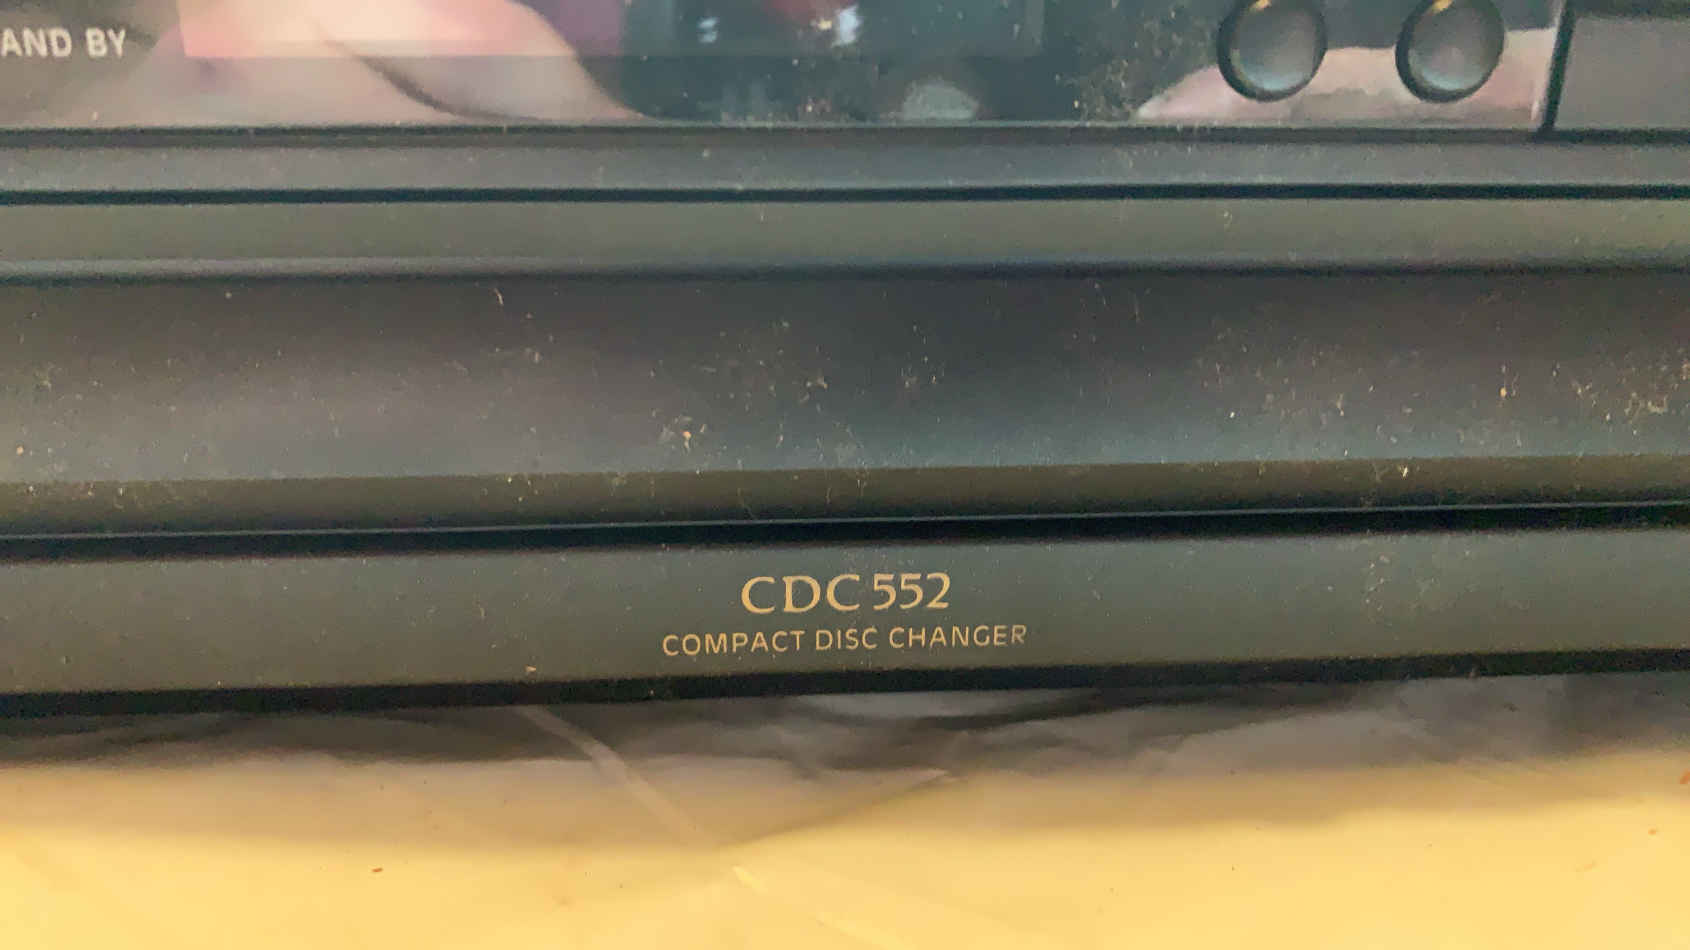 AND BY
CDC 552
COMPACT DISC CHANGER